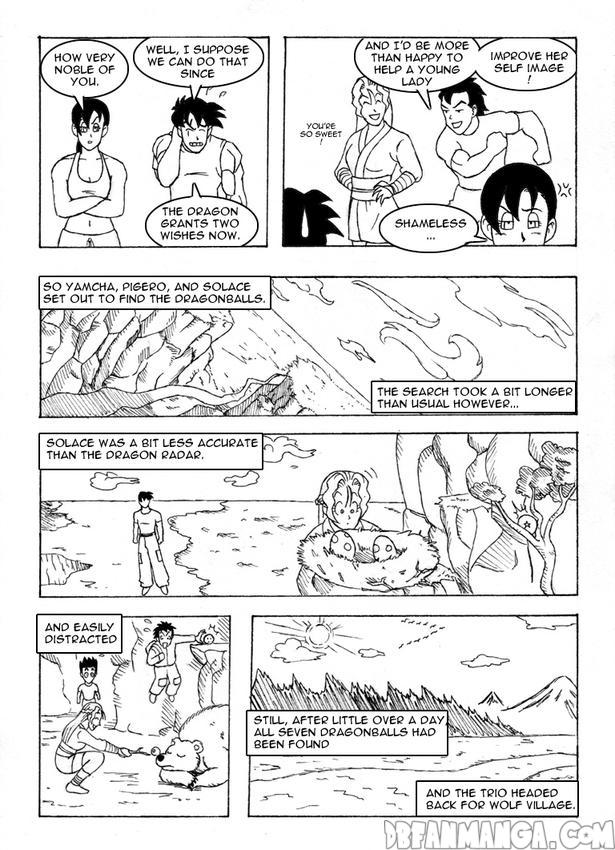 HOW VERY
NOBLE OF
YOU.
WELL, I SUPPOSE
WE CAN DO THAT
SINCE
THE DRAGON
GRANTS TWO
WISHES NOW.
YOU'RE
SO SWEET
!
AND I'D BE MORE
THAN HAPPY TO
HELP A YOUNG
LADY
IMPROVE HER
SELF IMAGE
!
SHAMELESS
...
SO YAMCHA, PIGERO, AND SOLACE
SET OUT TO FIND THE DRAGONBALLS.
THE SEARCH TOOK A BIT LONGER
THAN USUAL HOWEVER...
SOLACE WAS A BIT LESS ACCURATE
THAN THE DRAGON RADAR.
AND EASILY
DISTRACTED
STILL, AFTER LITTLE OVER A DAY
ALL SEVEN DRAGONBALLS HAD
BEEN FOUND
AND THE TRIO HEADED
BACK FOR WOLF VILLAGE.
DBFANMANGA.COM